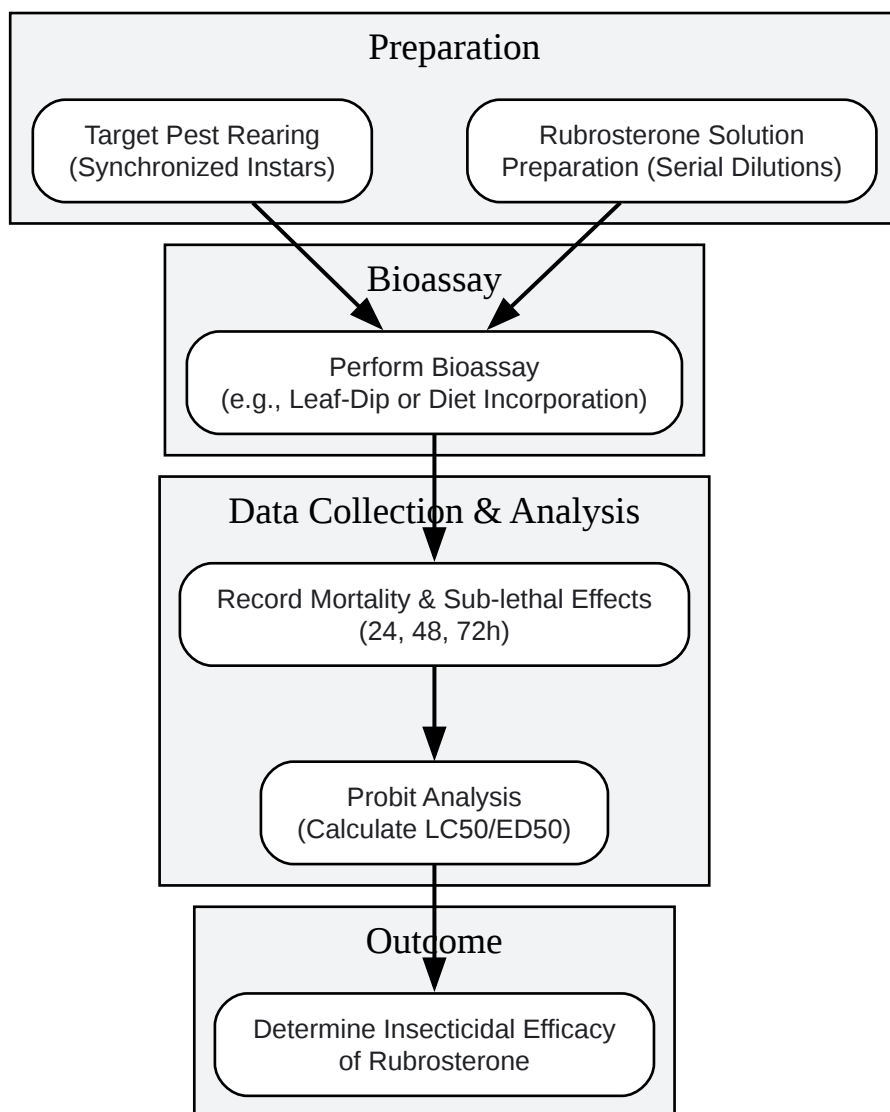 Preparation
Target Pest Rearing
(Synchronized Instars)
Rubrosterone Solution
Preparation (Serial Dilutions)
Bioassay
Perform Bioassay
(e.g., Leaf-Dip or Diet Incorporation)
Data Collection & Analysis
Record Mortality & Sub-lethal Effects
(24, 48, 72h)
Probit Analysis
(Calculate LC50/ED50)
Outcome
Determine Insecticidal Efficacy
of Rubrosterone